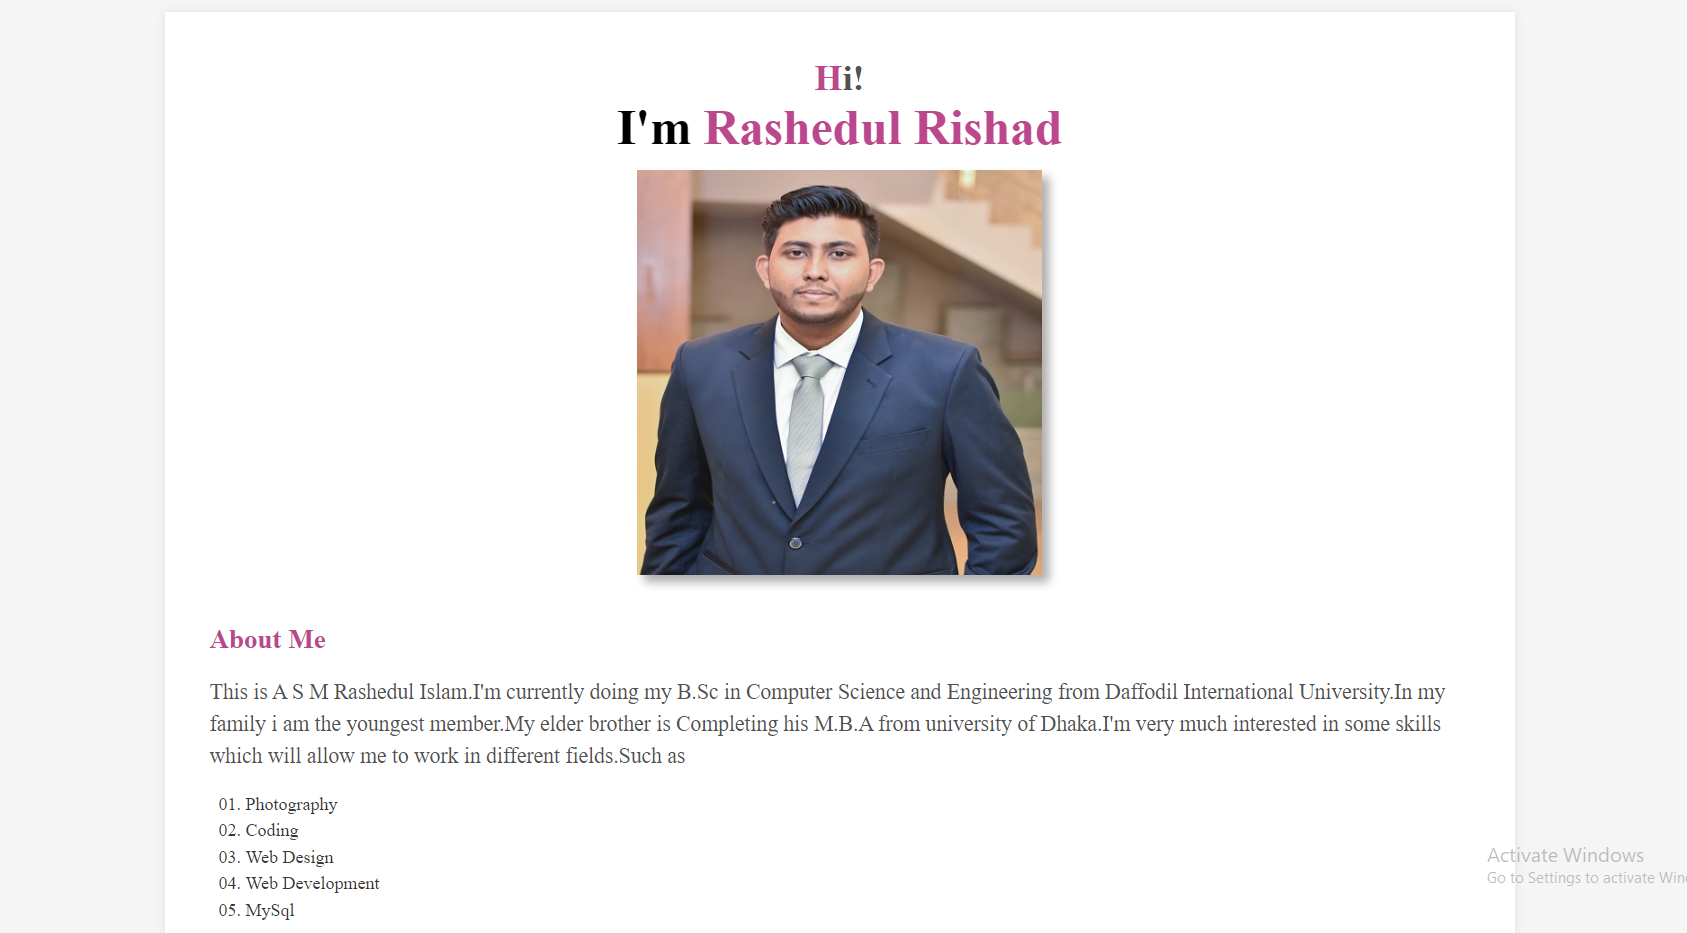 Hi!
I'm Rashedul Rishad
About Me
This is A S M Rashedul Islam.I'm currently doing my B.Sc in Computer Science and Engineering from Daffodil International University.In my
family i am the youngest member.My elder brother is Completing his M.B.A from university of Dhaka.I'm very much interested in some skills
which will allow me to work in different fields.Such as
01. Photography
02. Coding
03. Web Design
04. Web Development
05. MySql
Activate Windows
Go to Settings to activate